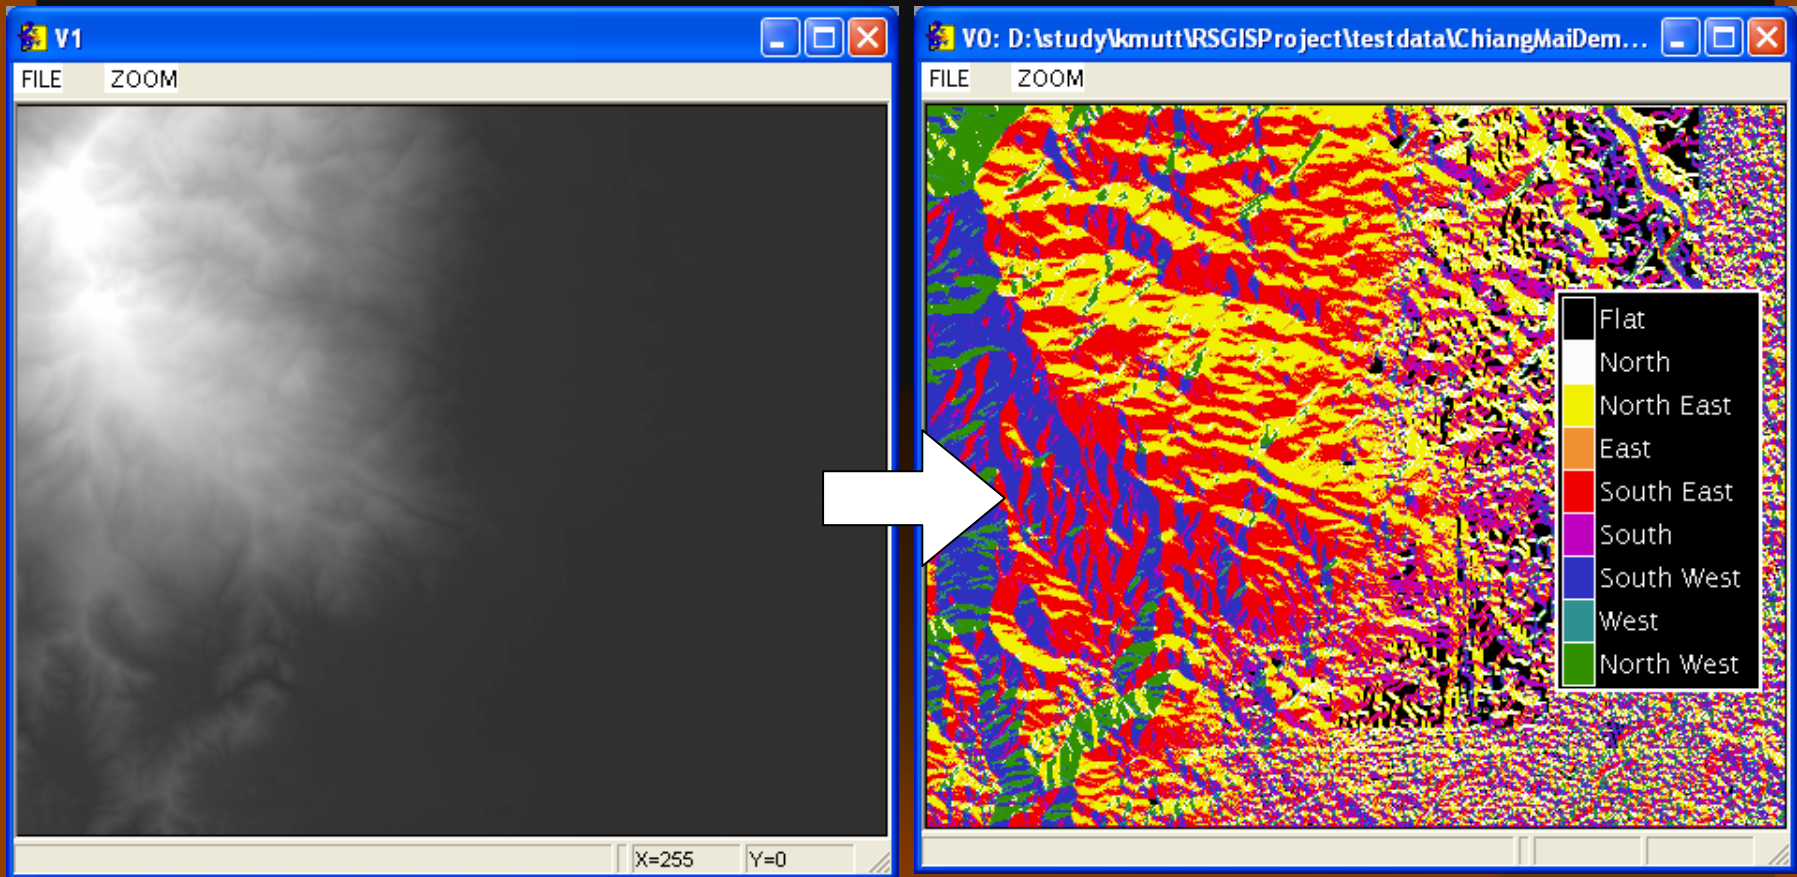 V1
FILE ZOOM
X=255 Y=0
V0: D:\study\kmutt\RSGISProject\testdata\ChiangMaiDem...
FILE ZOOM
Flat
North
North East
East
South East
South
South West
West
North West